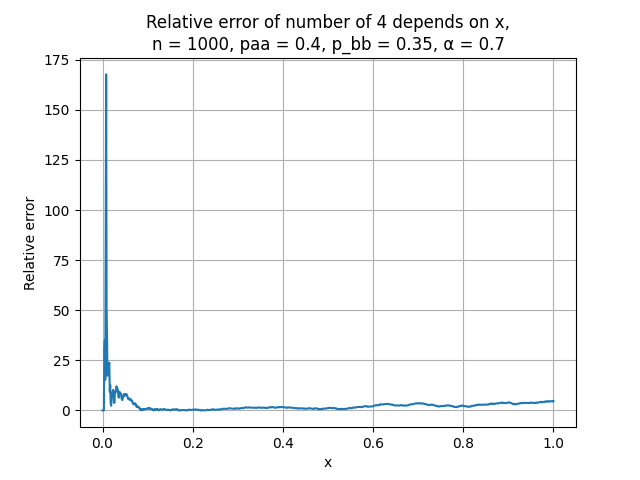 Relative error of number of 4 depends on x,
n = 1000, paa = 0.4, p_bb = 0.35, α = 0.7
175
150
125
100
75
50
25
0
Relative error
0.0 0.2 0.4 0.6 0.8 1.0
x